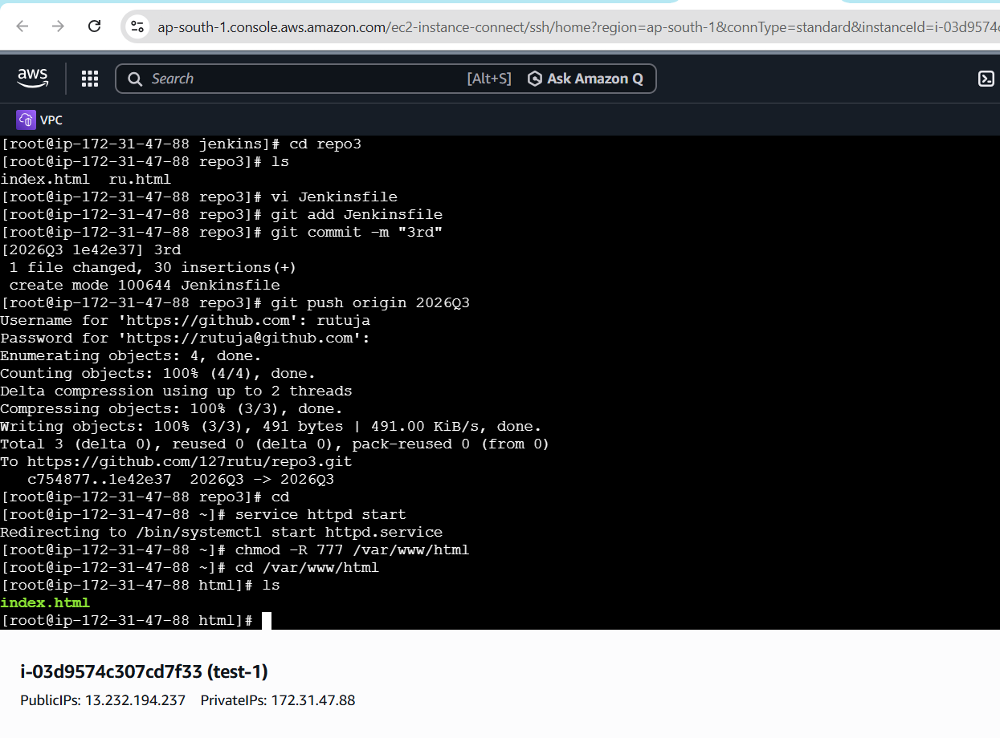 ap-south-1.console.aws.amazon.com/ec2-instance-connect/ssh/home?region=ap-south-1&connType=standard&instanceId=i-03d9574
aws
Search [Alt+S] Ask Amazon Q
VPC
[root@ip-172-31-47-88 jenkins]# cd repo3
[root@ip-172-31-47-88 repo3]# ls
index.html  ru.html
[root@ip-172-31-47-88 repo3]# vi Jenkinsfile
[root@ip-172-31-47-88 repo3]# git add Jenkinsfile
[root@ip-172-31-47-88 repo3]# git commit -m "3rd"
[2026Q3 1e42e37] 3rd
 1 file changed, 30 insertions(+)
 create mode 100644 Jenkinsfile
[root@ip-172-31-47-88 repo3]# git push origin 2026Q3
Username for 'https://github.com': rutuja
Password for 'https://rutuja@github.com':
Enumerating objects: 4, done.
Counting objects: 100% (4/4), done.
Delta compression using up to 2 threads
Compressing objects: 100% (3/3), done.
Writing objects: 100% (3/3), 491 bytes | 491.00 KiB/s, done.
Total 3 (delta 0), reused 0 (delta 0), pack-reused 0 (from 0)
To https://github.com/127rutu/repo3.git
   c754877..1e42e37  2026Q3 -> 2026Q3
[root@ip-172-31-47-88 repo3]# cd
[root@ip-172-31-47-88 ~]# service httpd start
Redirecting to /bin/systemctl start httpd.service
[root@ip-172-31-47-88 ~]# chmod -R 777 /var/www/html
[root@ip-172-31-47-88 ~]# cd /var/www/html
[root@ip-172-31-47-88 html]# ls
index.html
[root@ip-172-31-47-88 html]#
i-03d9574c307cd7f33 (test-1)
PublicIPs: 13.232.194.237 PrivateIPs: 172.31.47.88